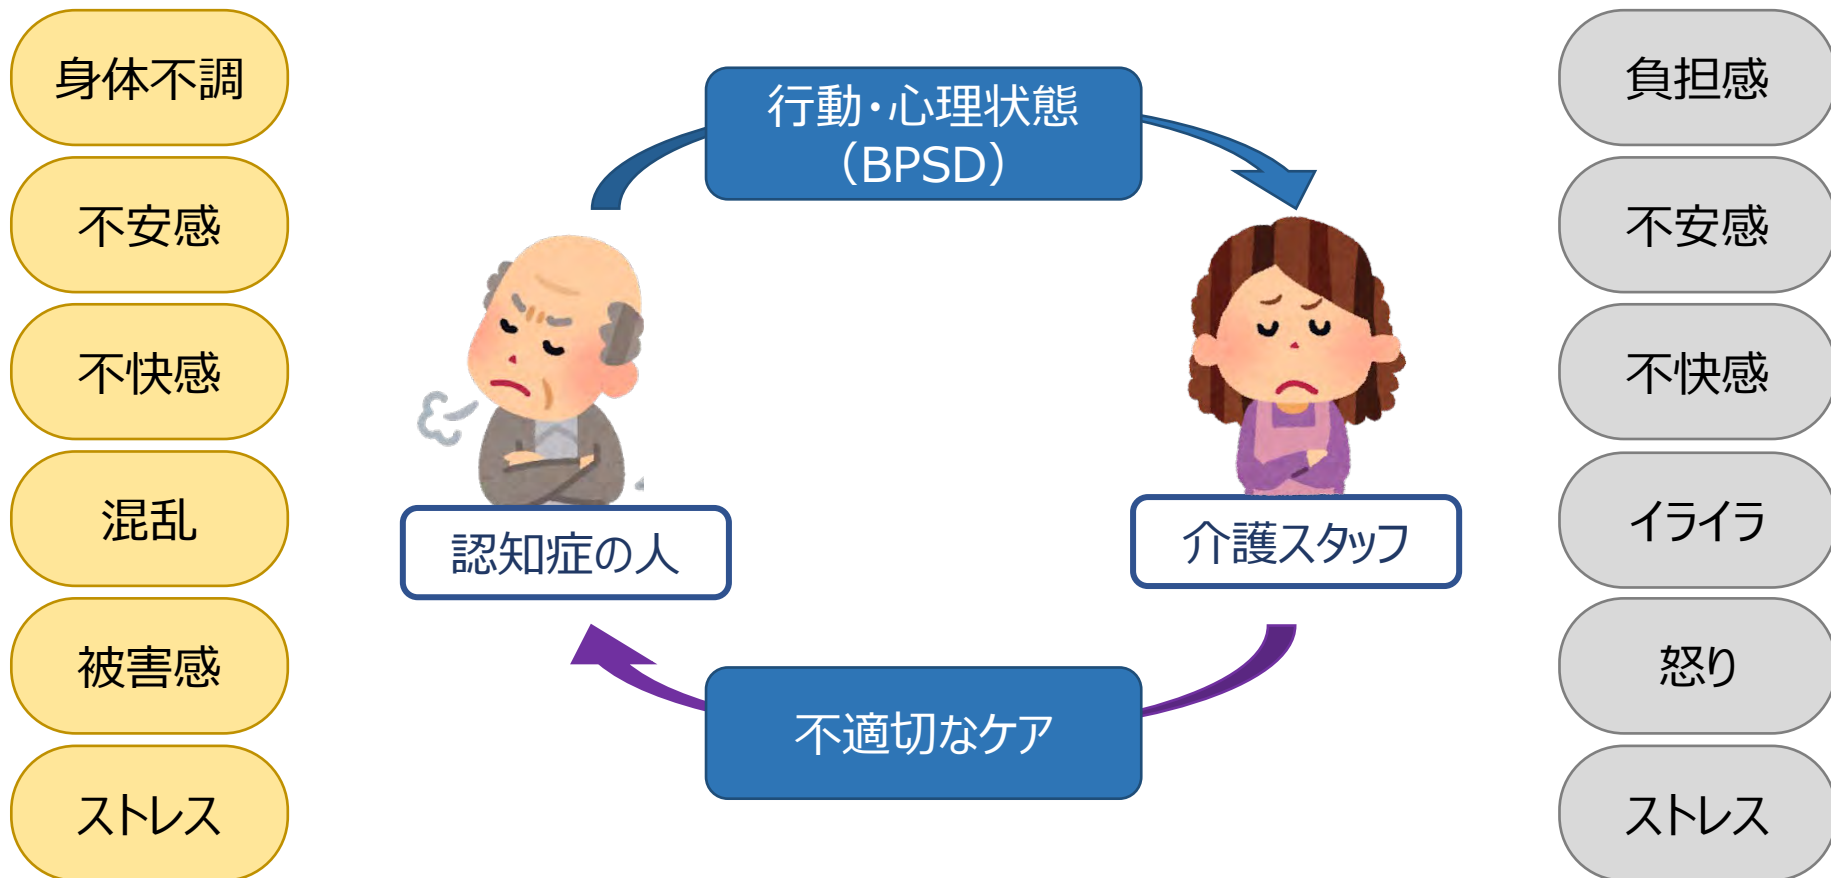 身体不調
不安感
不快感
混乱
被害感
ストレス
行動・心理状態
（BPSD）
認知症の人
介護スタッフ
不適切なケア
負担感
不安感
不快感
イライラ
怒り
ストレス